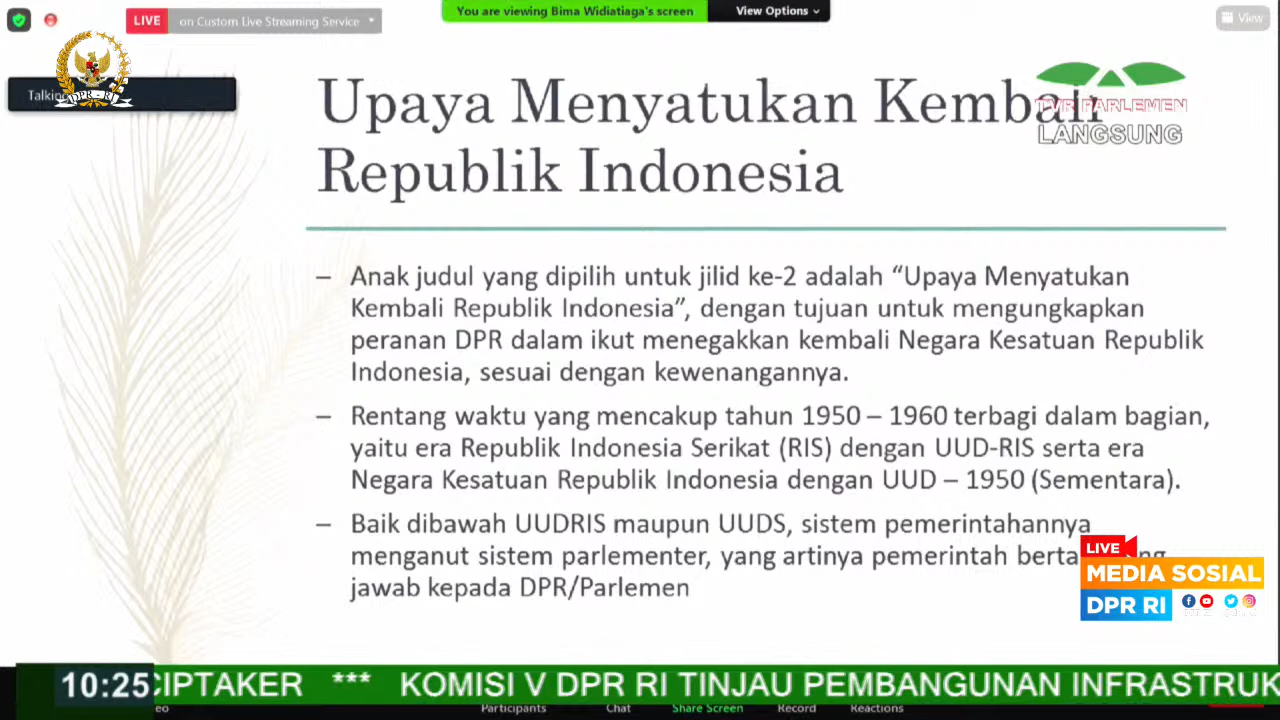 LIVE on Custom Live Streaming Service
You are viewing Bima Widiatiaga's screen
View Options
View
Talking
DPR - RI
TVR PARLEMEN
LANGSUNG
Upaya Menyatukan Kembali
Republik Indonesia
– Anak judul yang dipilih untuk jilid ke-2 adalah “Upaya Menyatukan
Kembali Republik Indonesia”, dengan tujuan untuk mengungkapkan
peranan DPR dalam ikut menegakkan kembali Negara Kesatuan Republik
Indonesia, sesuai dengan kewenangannya.
– Rentang waktu yang mencakup tahun 1950 – 1960 terbagi dalam bagian,
yaitu era Republik Indonesia Serikat (RIS) dengan UUD-RIS serta era
Negara Kesatuan Republik Indonesia dengan UUD – 1950 (Sementara).
– Baik dibawah UUDRIS maupun UUDS, sistem pemerintahannya
menganut sistem parlementer, yang artinya pemerintah
jawab kepada DPR/Parlemen
LIVE
MEDIA SOSIAL
DPR RI
10:25 CIPTAKER *** KOMISI V DPR RI TINJAU PEMBANGUNAN INFRASTRUK
eo Participants Chat Share Screen Record Reactions